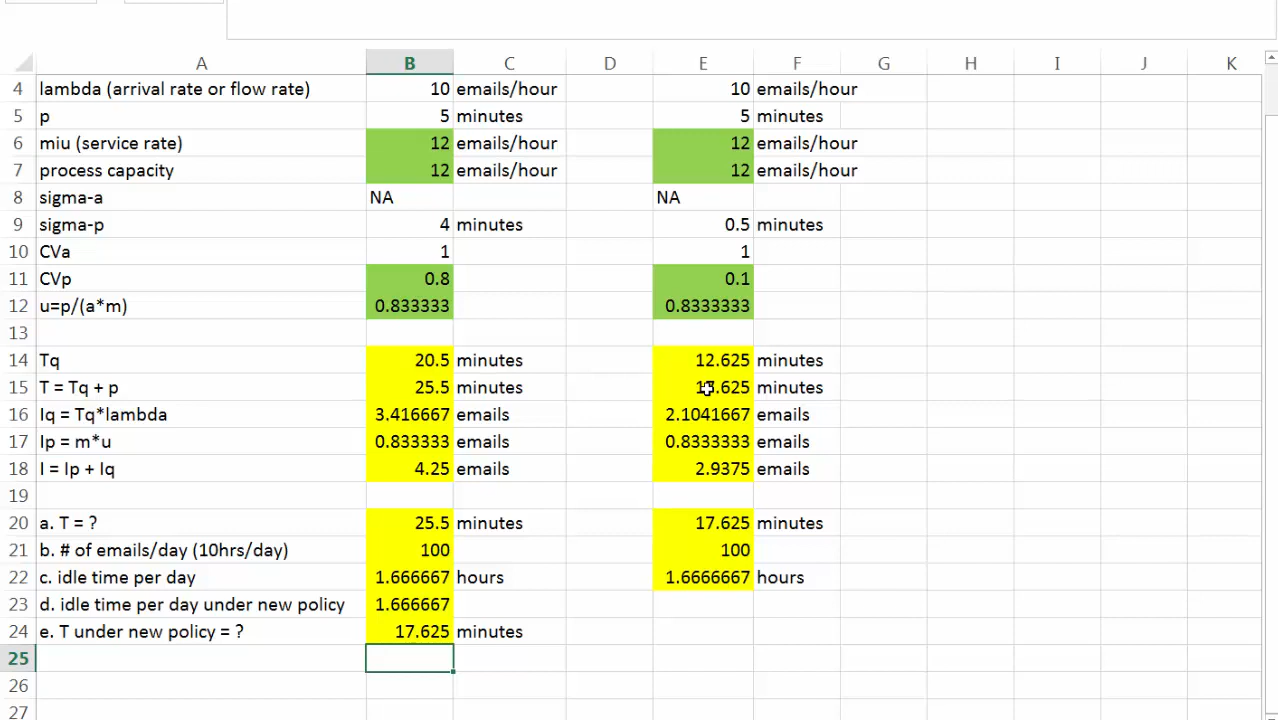 A B C D E F G H I J K
4 lambda (arrival rate or flow rate) 10 emails/hour 10 emails/hour
5 p 5 minutes 5 minutes
6 miu (service rate) 12 emails/hour 12 emails/hour
7 process capacity 12 emails/hour 12 emails/hour
8 sigma-a NA NA
9 sigma-p 4 minutes 0.5 minutes
10 CVa 1 1
11 CVp 0.8 0.1
12 u=p/(a*m) 0.833333 0.8333333
13
14 Tq 20.5 minutes 12.625 minutes
15 T = Tq + p 25.5 minutes 17.625 minutes
16 Iq = Tq*lambda 3.416667 emails 2.1041667 emails
17 Ip = m*u 0.833333 emails 0.8333333 emails
18 I = Ip + Iq 4.25 emails 2.9375 emails
19
20 a. T = ? 25.5 minutes 17.625 minutes
21 b. # of emails/day (10hrs/day) 100 100
22 c. idle time per day 1.666667 hours 1.6666667 hours
23 d. idle time per day under new policy 1.666667
24 e. T under new policy = ? 17.625 minutes
25
26
27